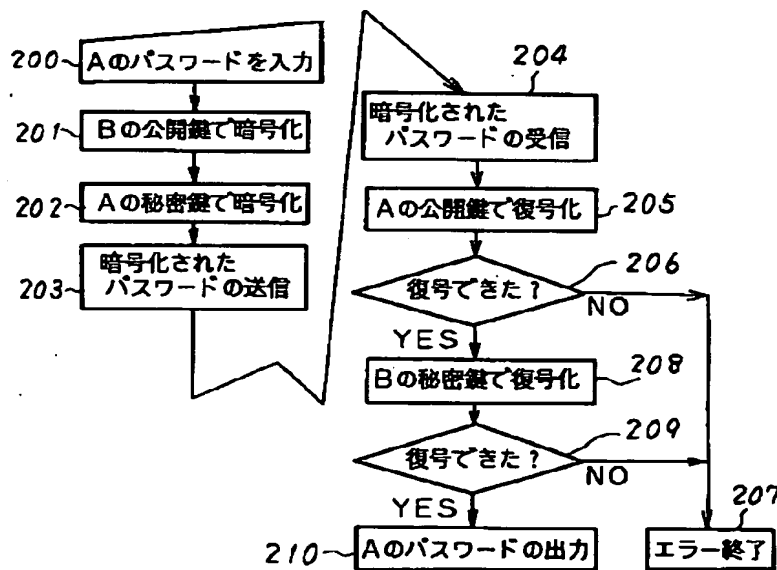 200
Aのパスワードを入力
201
Bの公開鍵で暗号化
202
Aの秘密鍵で暗号化
203
暗号化された
パスワードの送信
204
暗号化された
パスワードの受信
Aの公開鍵で復号化
205
206
復号できた?
NO
YES
Bの秘密鍵で復号化
208
209
復号できた?
NO
YES
207
210
Aのパスワードの出力
エラー終了